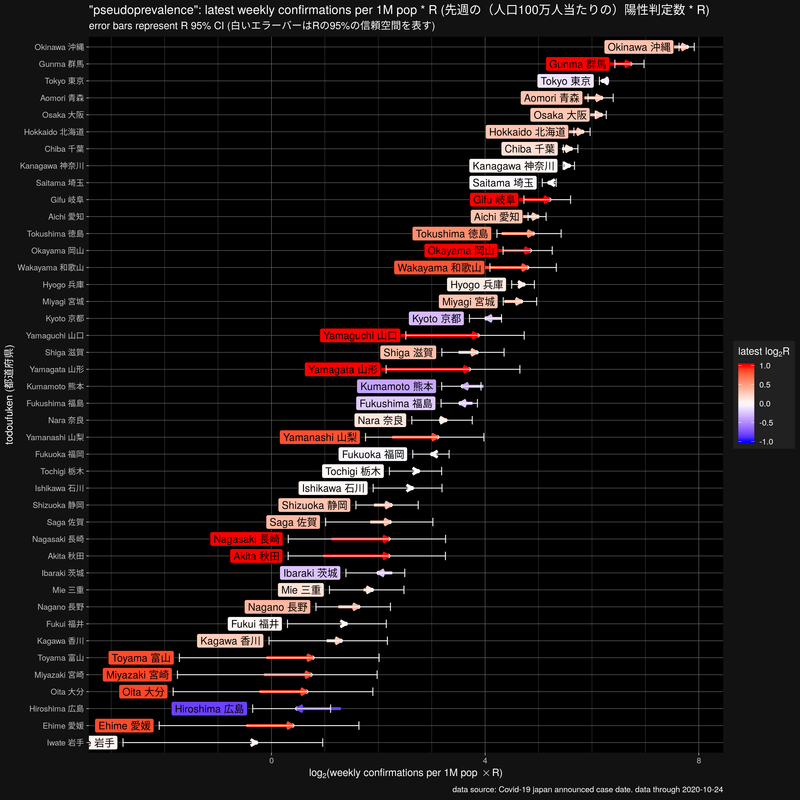 "pseudoprevalence": latest weekly confirmations per 1M pop * R (先週の（人口100万人当たりの）陽性判定数 * R)
error bars represent R 95% CI (白いエラーバーはRの95%の信頼空間を表す)
Okinawa 沖縄 Okinawa 沖縄
Gunma 群馬 Gunma 群馬
Tokyo 東京 Tokyo 東京
Aomori 青森 Aomori 青森
Osaka 大阪 Osaka 大阪
Hokkaido 北海道 Hokkaido 北海道
Chiba 千葉 Chiba 千葉
Kanagawa 神奈川 Kanagawa 神奈川
Saitama 埼玉 Saitama 埼玉
Gifu 岐阜 Gifu 岐阜
Aichi 愛知 Aichi 愛知
Tokushima 徳島 Tokushima 徳島
Okayama 岡山 Okayama 岡山
Wakayama 和歌山 Wakayama 和歌山
Hyogo 兵庫 Hyogo 兵庫
Miyagi 宮城 Miyagi 宮城
Kyoto 京都 Kyoto 京都
Yamaguchi 山口 Yamaguchi 山口
Shiga 滋賀 Shiga 滋賀
Yamagata 山形 Yamagata 山形
Kumamoto 熊本 Kumamoto 熊本
Fukushima 福島 Fukushima 福島
Nara 奈良 Nara 奈良
Yamanashi 山梨 Yamanashi 山梨
Fukuoka 福岡 Fukuoka 福岡
Tochigi 栃木 Tochigi 栃木
Ishikawa 石川 Ishikawa 石川
Shizuoka 静岡 Shizuoka 静岡
Saga 佐賀 Saga 佐賀
Nagasaki 長崎 Nagasaki 長崎
Akita 秋田 Akita 秋田
Ibaraki 茨城 Ibaraki 茨城
Mie 三重 Mie 三重
Nagano 長野 Nagano 長野
Fukui 福井 Fukui 福井
Kagawa 香川 Kagawa 香川
Toyama 富山 Toyama 富山
Miyazaki 宮崎 Miyazaki 宮崎
Oita 大分 Oita 大分
Hiroshima 広島 Hiroshima 広島
Ehime 愛媛 Ehime 愛媛
Iwate 岩手 岩手
todoufuken (都道府県)
0 4 8
log2(weekly confirmations per 1M pop × R)
latest log2R
1.0
0.5
0.0
-0.5
-1.0
data source: Covid-19 japan announced case date. data through 2020-10-24